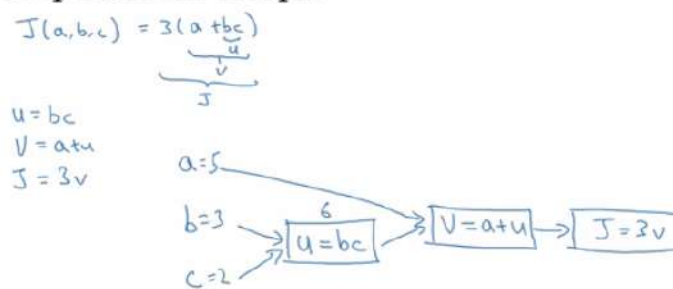 J(a,b,c) = 3(a+bc)
u
V
J
u=bc
V=a+u
J=3v
a=5
b=3
c=2
6
u=bc
V=a+u
J=3v